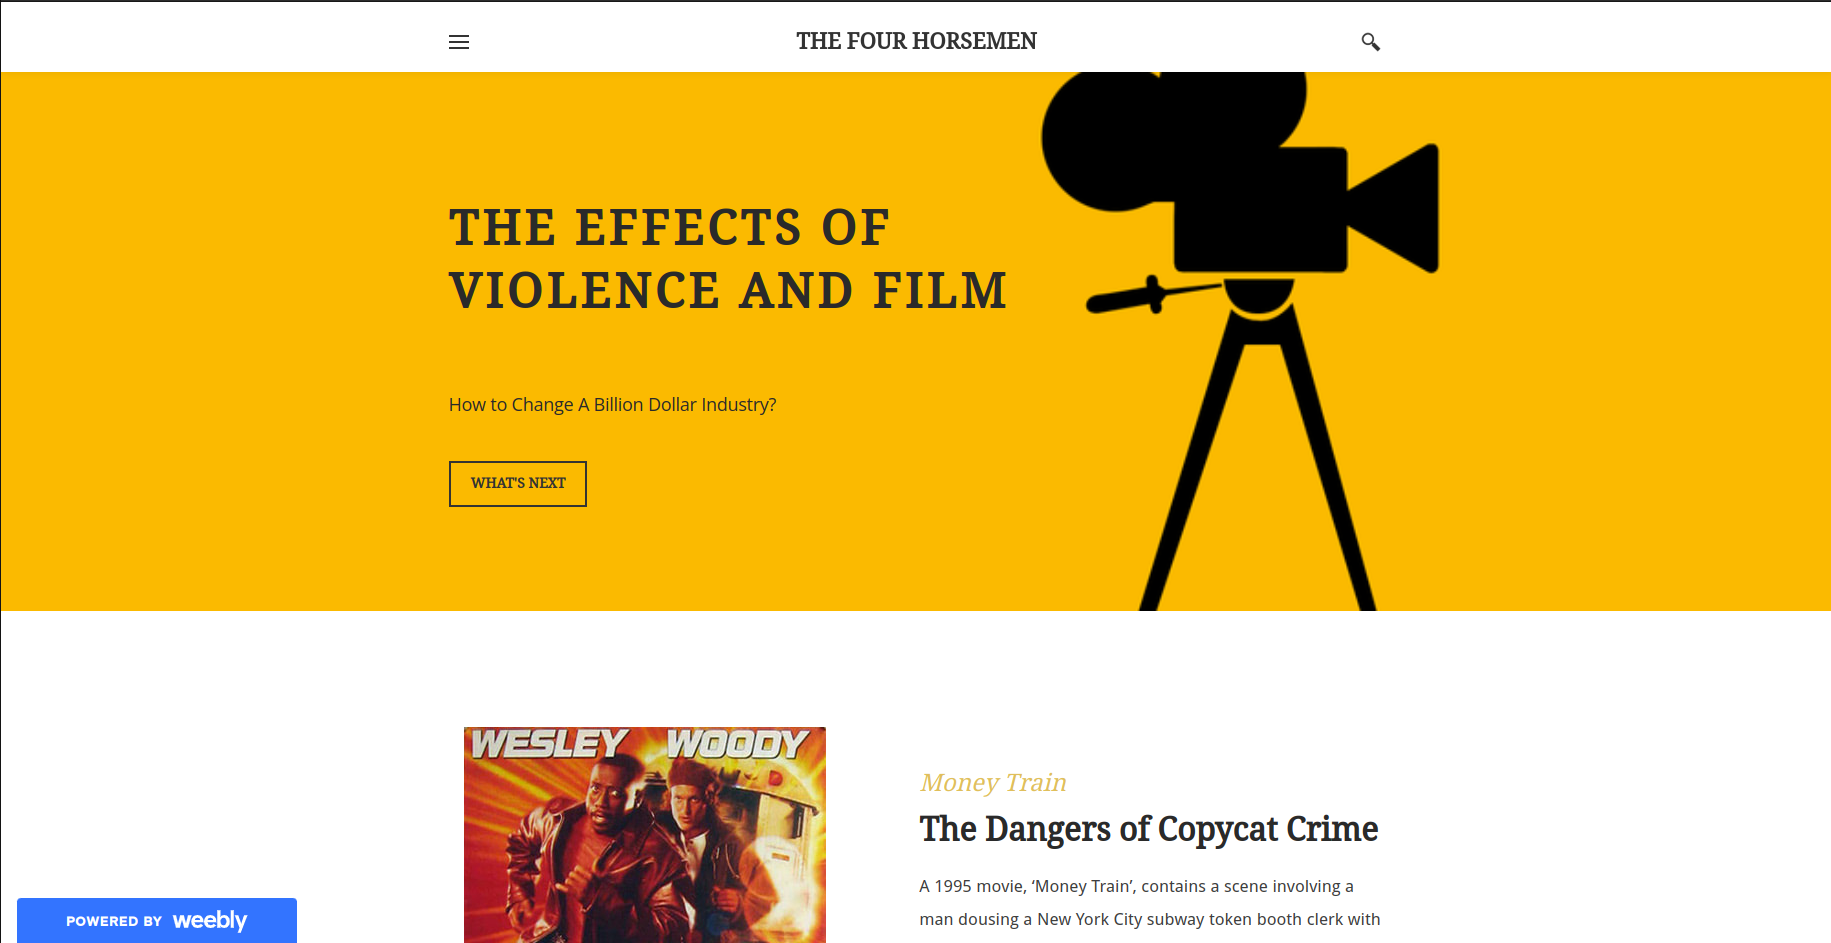 THE FOUR HORSEMEN
THE EFFECTS OF
VIOLENCE AND FILM
How to Change A Billion Dollar Industry?
WHAT'S NEXT
WESLEY WOODY
Money Train
The Dangers of Copycat Crime
A 1995 movie, ‘Money Train’, contains a scene involving a
man dousing a New York City subway token booth clerk with
POWERED BY weebly